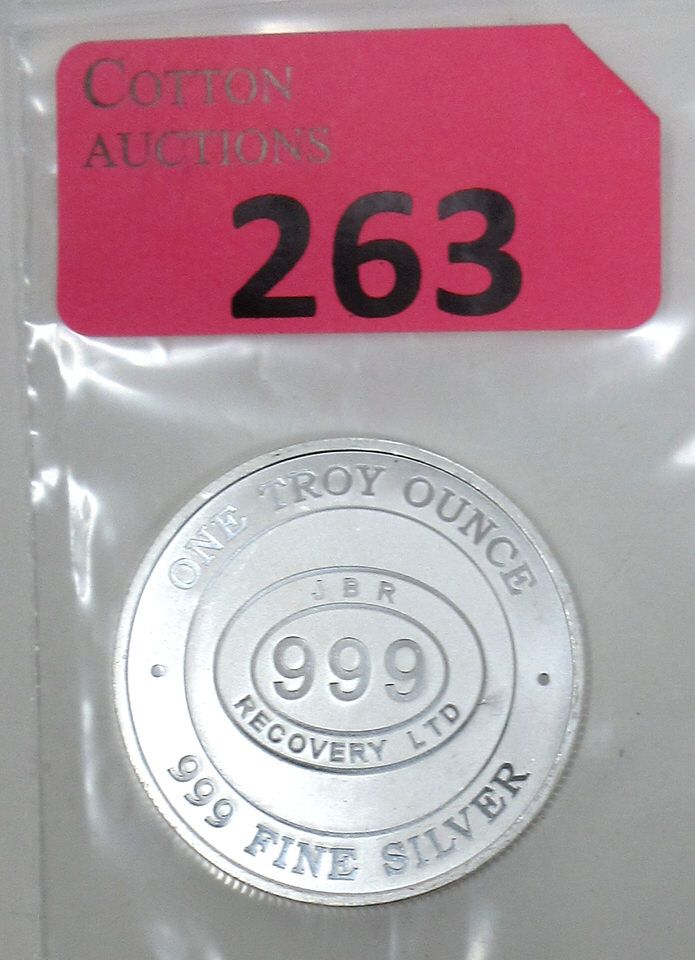 COTTON
AUCTIONS
263
ONE TROY OUNCE
JBR
999
RECOVERY LTD
999 FINE SILVER